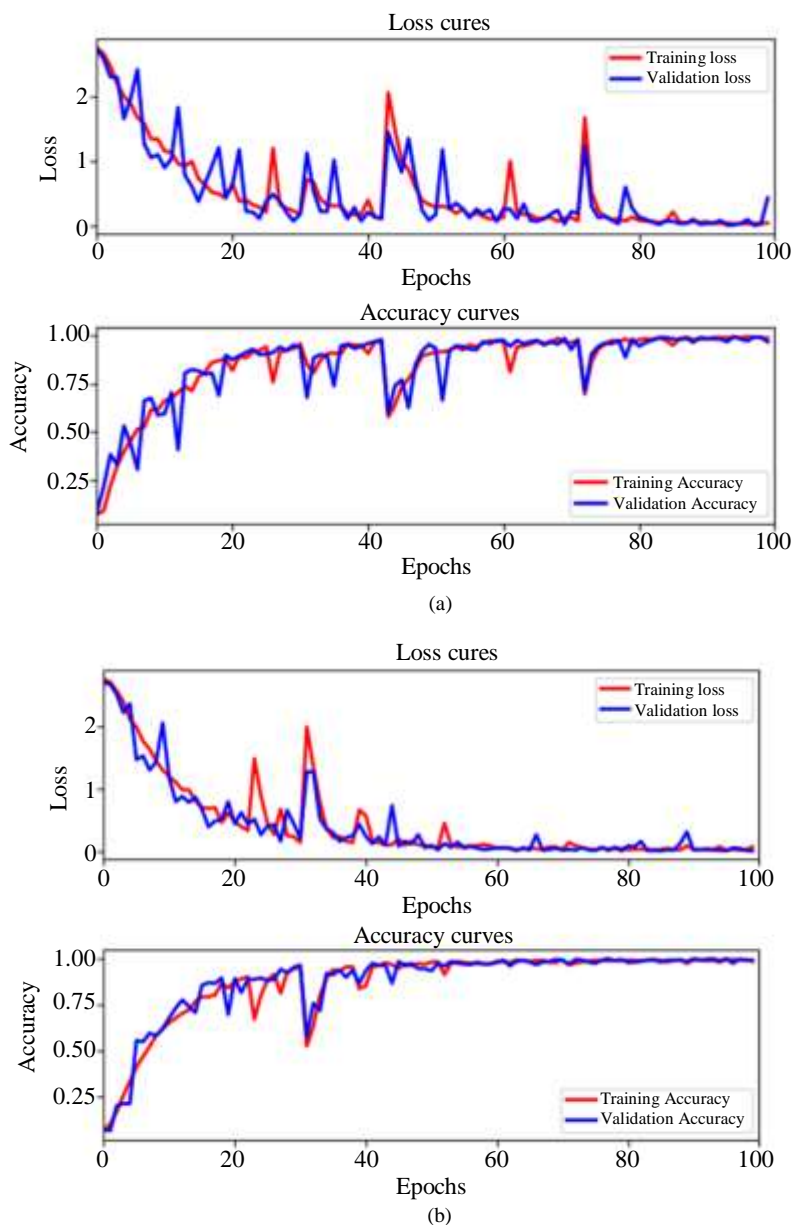 Loss cures
Training loss
Validation loss
2
1
0
Loss
0 20 40 60 80 100
Epochs
Accuracy curves
1.00
0.75
0.50
0.25
Accuracy
Training Accuracy
Validation Accuracy
0 20 40 60 80 100
Epochs
(a)
Loss cures
Training loss
Validation loss
2
1
0
Loss
0 20 40 60 80 100
Epochs
Accuracy curves
1.00
0.75
0.50
0.25
Accuracy
Training Accuracy
Validation Accuracy
0 20 40 60 80 100
Epochs
(b)